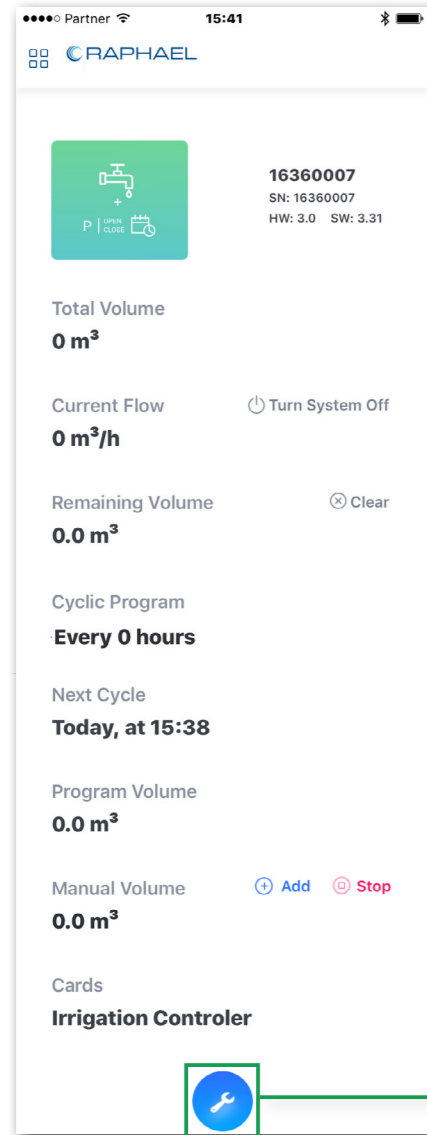 Partner 15:41
RAPHAEL
16360007
SN: 16360007
HW: 3.0 SW: 3.31
+
P | OPEN CLOSE
Total Volume
0 m³
Current Flow Turn System Off
0 m³/h
Remaining Volume Clear
0.0 m³
Cyclic Program
Every 0 hours
Next Cycle
Today, at 15:38
Program Volume
0.0 m³
Manual Volume Add Stop
0.0 m³
Cards
Irrigation Controler